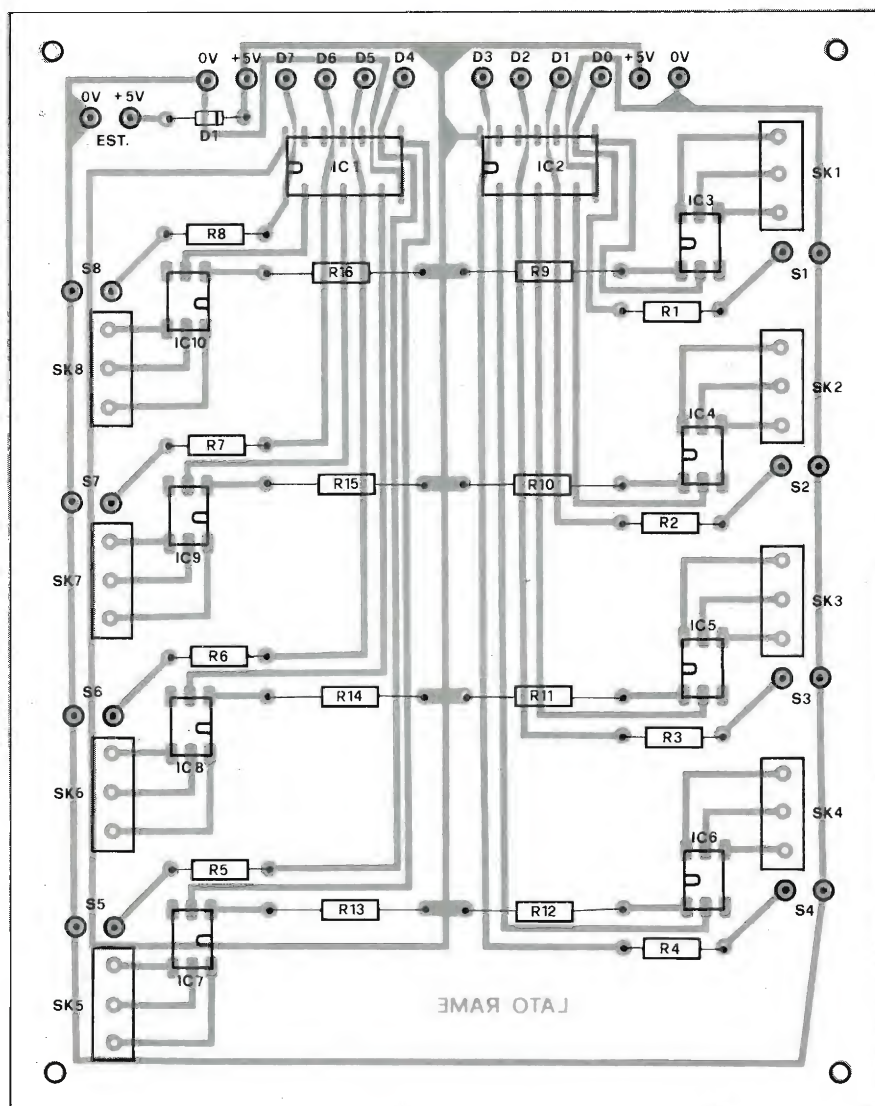 0V +5V D7 D6 D5 D4 D3 D2 D1 D0 +5V 0V
0V +5V
EST.
D1
IC1 IC2
SK1
IC3
R8
S8 R16 R9 S1
R1
IC10
SK8 SK2
IC4
R7
S7 R15 R10 S2
R2
IC9
SK7 SK3
IC5
R6
S6 R14 R11 S3
R3
IC8
SK6 SK4
IC6
R5
S5 R13 R12 S4
R4
IC7
SK5
LATO RAME